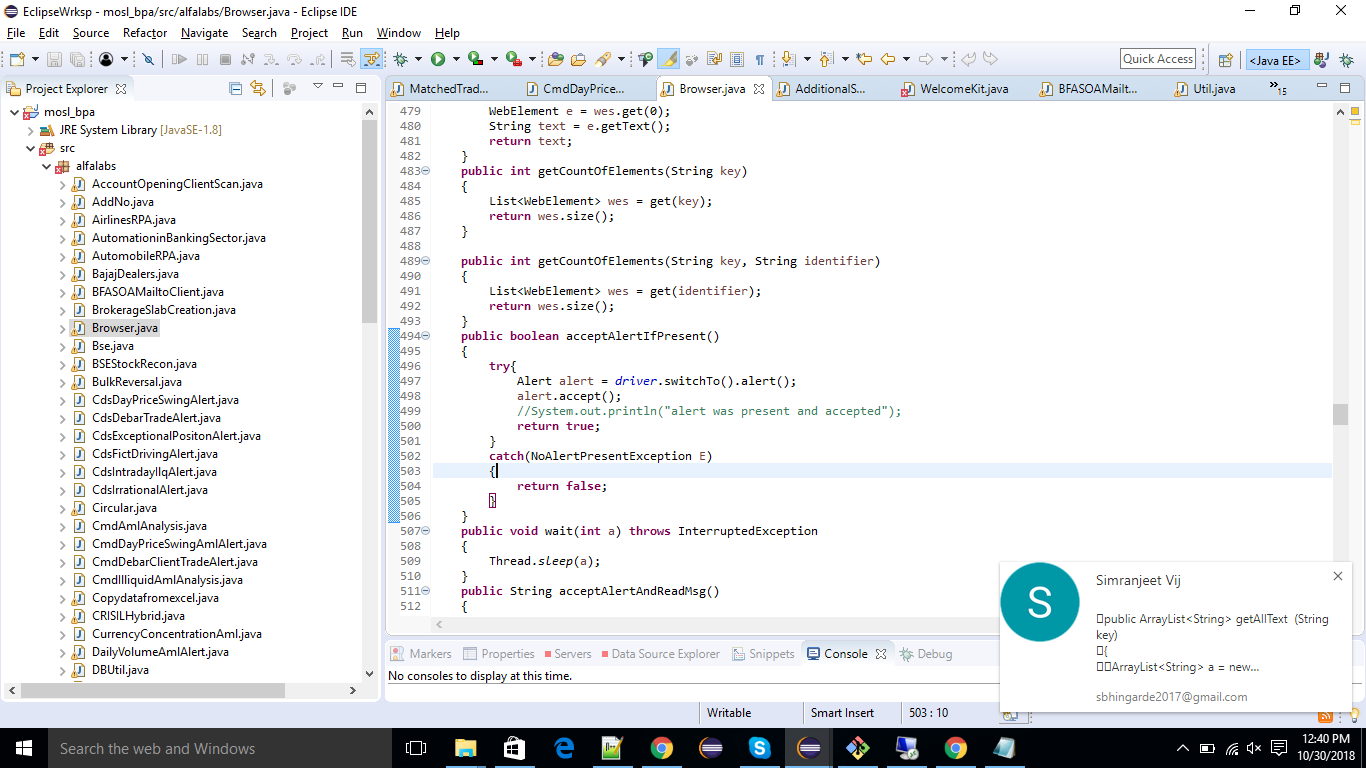 EclipseWrksp - mosl_bpa/src/alfalabs/Browser.java - Eclipse IDE
File Edit Source Refactor Navigate Search Project Run Window Help
Quick Access
<Java EE>
Project Explorer
MatchedTrad...
CmdDayPrice...
Browser.java
AdditionalS...
WelcomeKit.java
BFASOAMailt...
Util.java
15
mosl_bpa
JRE System Library [JavaSE-1.8]
src
alfalabs
AccountOpeningClientScan.java
AddNo.java
AirlinesRPA.java
AutomationinBankingSector.java
AutomobileRPA.java
BajajDealers.java
BFASOAMailtoClient.java
BrokerageSlabCreation.java
Browser.java
Bse.java
BSEStockRecon.java
BulkReversal.java
CdsDayPriceSwingAlert.java
CdsDebarTradeAlert.java
CdsExceptionalPositonAlert.java
CdsFictDrivingAlert.java
CdsIntradayIlqAlert.java
CdsIrrationalAlert.java
Circular.java
CmdAmlAnalysis.java
CmdDayPriceSwingAmlAlert.java
CmdDebarClientTradeAlert.java
CmdIlliquidAmlAnalysis.java
Copydatafromexcel.java
CRISILHybrid.java
CurrencyConcentrationAml.java
DailyVolumeAmlAlert.java
DBUtil.java
479 WebElement e = wes.get(0);
480 String text = e.getText();
481 return text;
482 }
483 public int getCountOfElements(String key)
484 {
485 List<WebElement> wes = get(key);
486 return wes.size();
487 }
488
489 public int getCountOfElements(String key, String identifier)
490 {
491 List<WebElement> wes = get(identifier);
492 return wes.size();
493 }
494 public boolean acceptAlertIfPresent()
495 {
496 try{
497 Alert alert = driver.switchTo().alert();
498 alert.accept();
499 //System.out.println("alert was present and accepted");
500 return true;
501 }
502 catch(NoAlertPresentException E)
503 {
504 return false;
505 }
506 }
507 public void wait(int a) throws InterruptedException
508 {
509 Thread.sleep(a);
510 }
511 public String acceptAlertAndReadMsg()
512 {
Markers Properties Servers Data Source Explorer Snippets Console Debug
No consoles to display at this time.
Writable Smart Insert 503 : 10
S
Simranjeet Vij
public ArrayList<String> getAllText (String
key)
{
ArrayList<String> a = new...
sbhingarde2017@gmail.com
Search the web and Windows
12:40 PM
10/30/2018